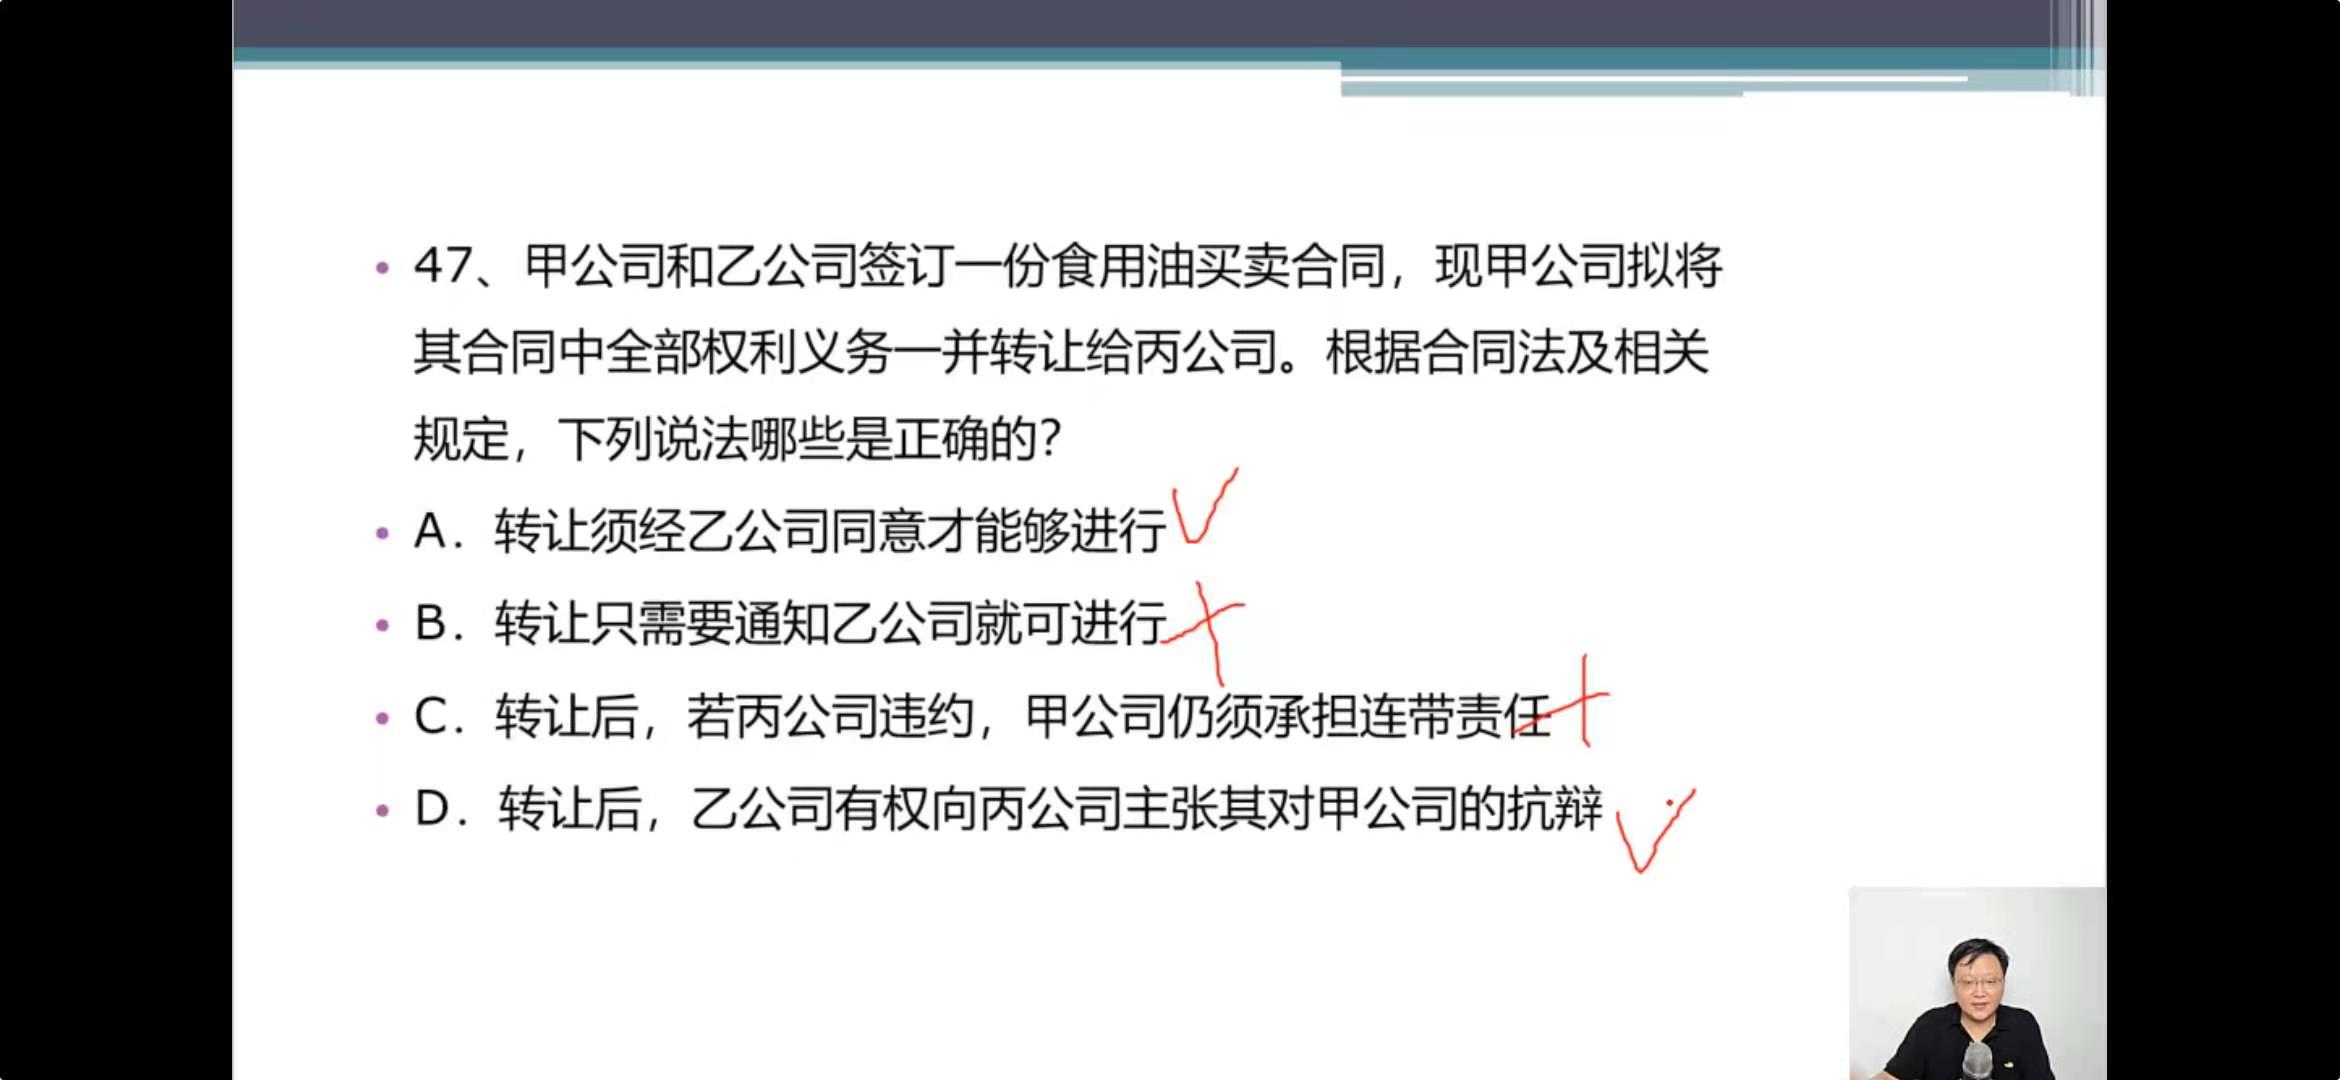 47、甲公司和乙公司签订一份食用油买卖合同，现甲公司拟将
其合同中全部权利义务一并转让给丙公司。根据合同法及相关
规定，下列说法哪些是正确的？
A．转让须经乙公司同意才能够进行
B．转让只需要通知乙公司就可进行
C．转让后，若丙公司违约，甲公司仍须承担连带责任
D．转让后，乙公司有权向丙公司主张其对甲公司的抗辩